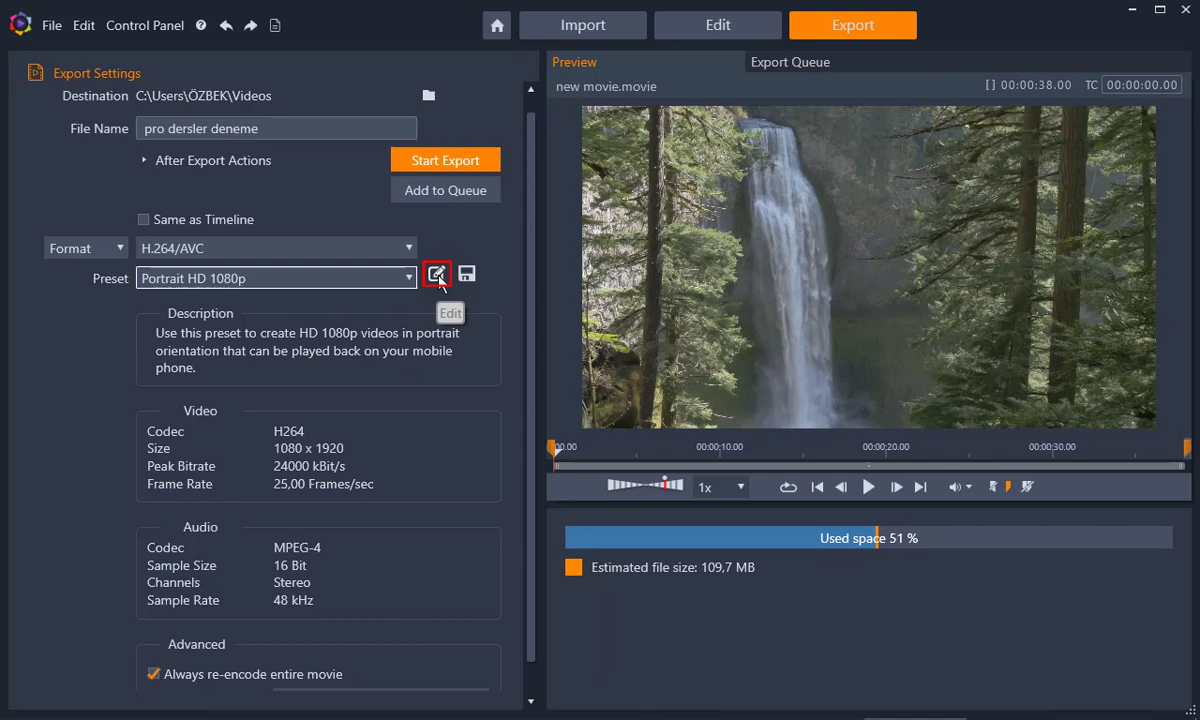 File Edit Control Panel ?
Import
Edit
Export
Export Settings
Destination C:\Users\ÖZBEK\Videos
File Name pro dersler deneme
After Export Actions
Start Export
Add to Queue
Same as Timeline
Format H.264/AVC
Preset Portrait HD 1080p
Edit
Description
Use this preset to create HD 1080p videos in portrait
orientation that can be played back on your mobile
phone.
Video
Codec H264
Size 1080 x 1920
Peak Bitrate 24000 kBit/s
Frame Rate 25,00 Frames/sec
Audio
Codec MPEG-4
Sample Size 16 Bit
Channels Stereo
Sample Rate 48 kHz
Advanced
Always re-encode entire movie
Preview
Export Queue
new movie.movie
[ ] 00:00:38.00 TC 00:00:00.00
00:00:10.00 00:00:20.00 00:00:30.00
1x
Used space 51 %
Estimated file size: 109,7 MB